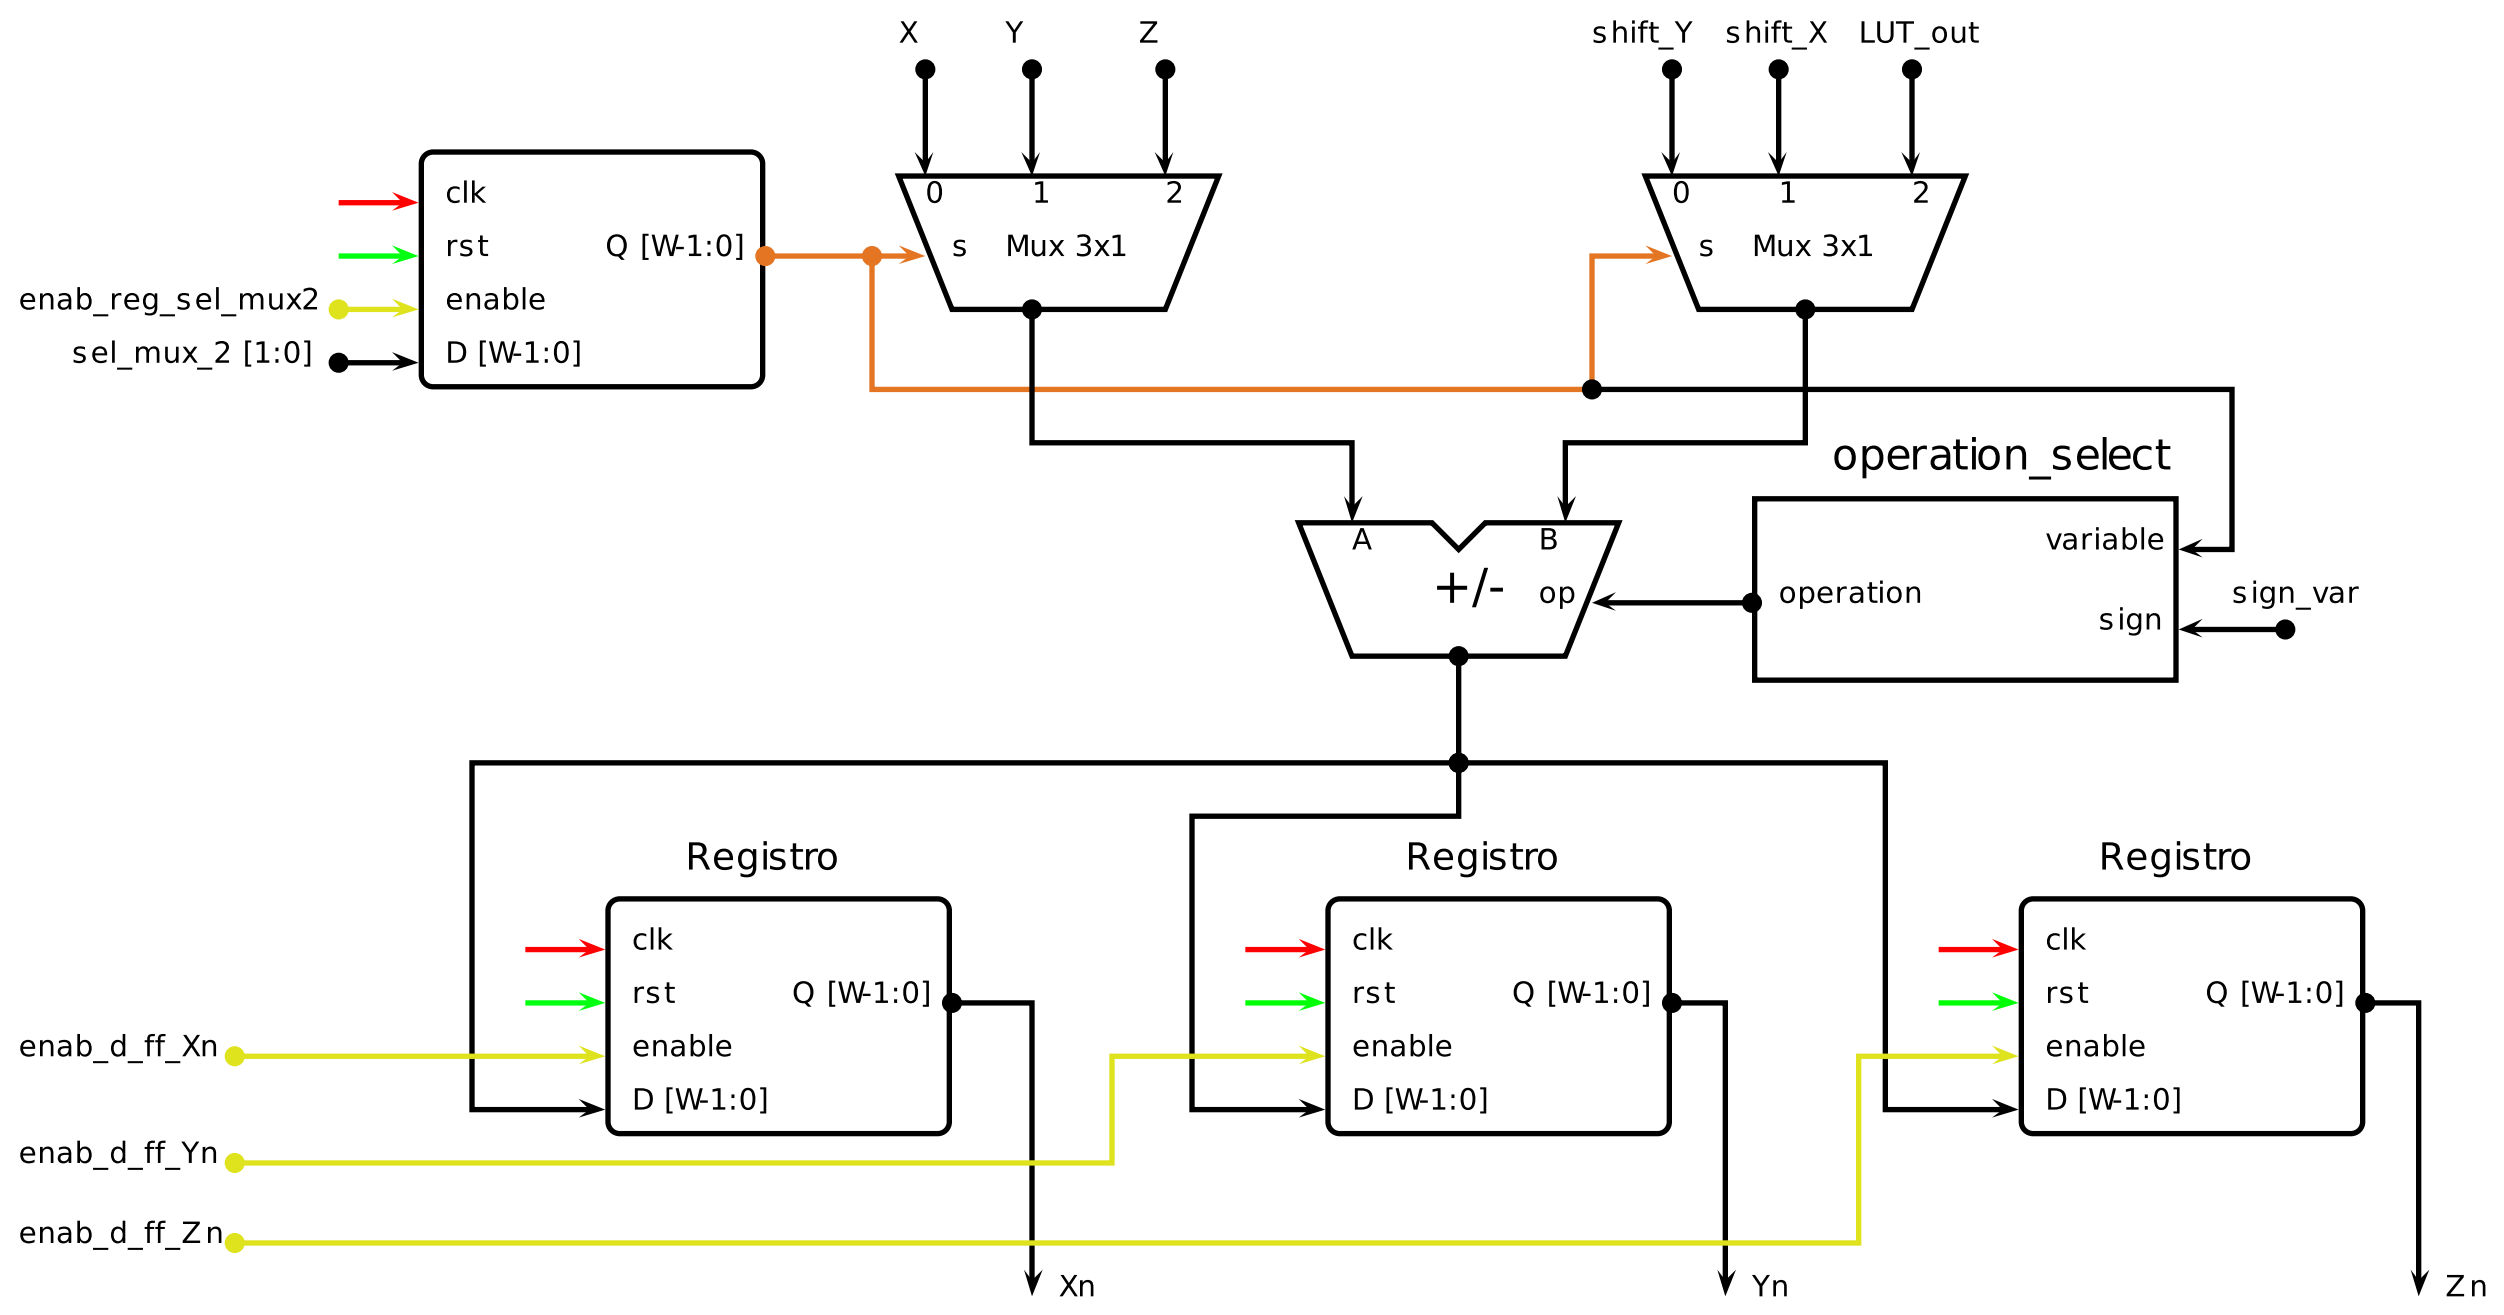 X Y Z shift_Y shift_X LUT_out
clk
rst
enable
D [W-1:0]
Q [W-1:0]
enab_reg_sel_mux2
sel_mux_2 [1:0]
0 1 2
s Mux 3x1
0 1 2
s Mux 3x1
operation_select
variable
operation
sign
sign_var
A B
+/- op
Registro
clk
rst
enable
D [W-1:0]
Q [W-1:0]
Registro
clk
rst
enable
D [W-1:0]
Q [W-1:0]
Registro
clk
rst
enable
D [W-1:0]
Q [W-1:0]
enab_d_ff_Xn
enab_d_ff_Yn
enab_d_ff_Zn
Xn Yn Zn